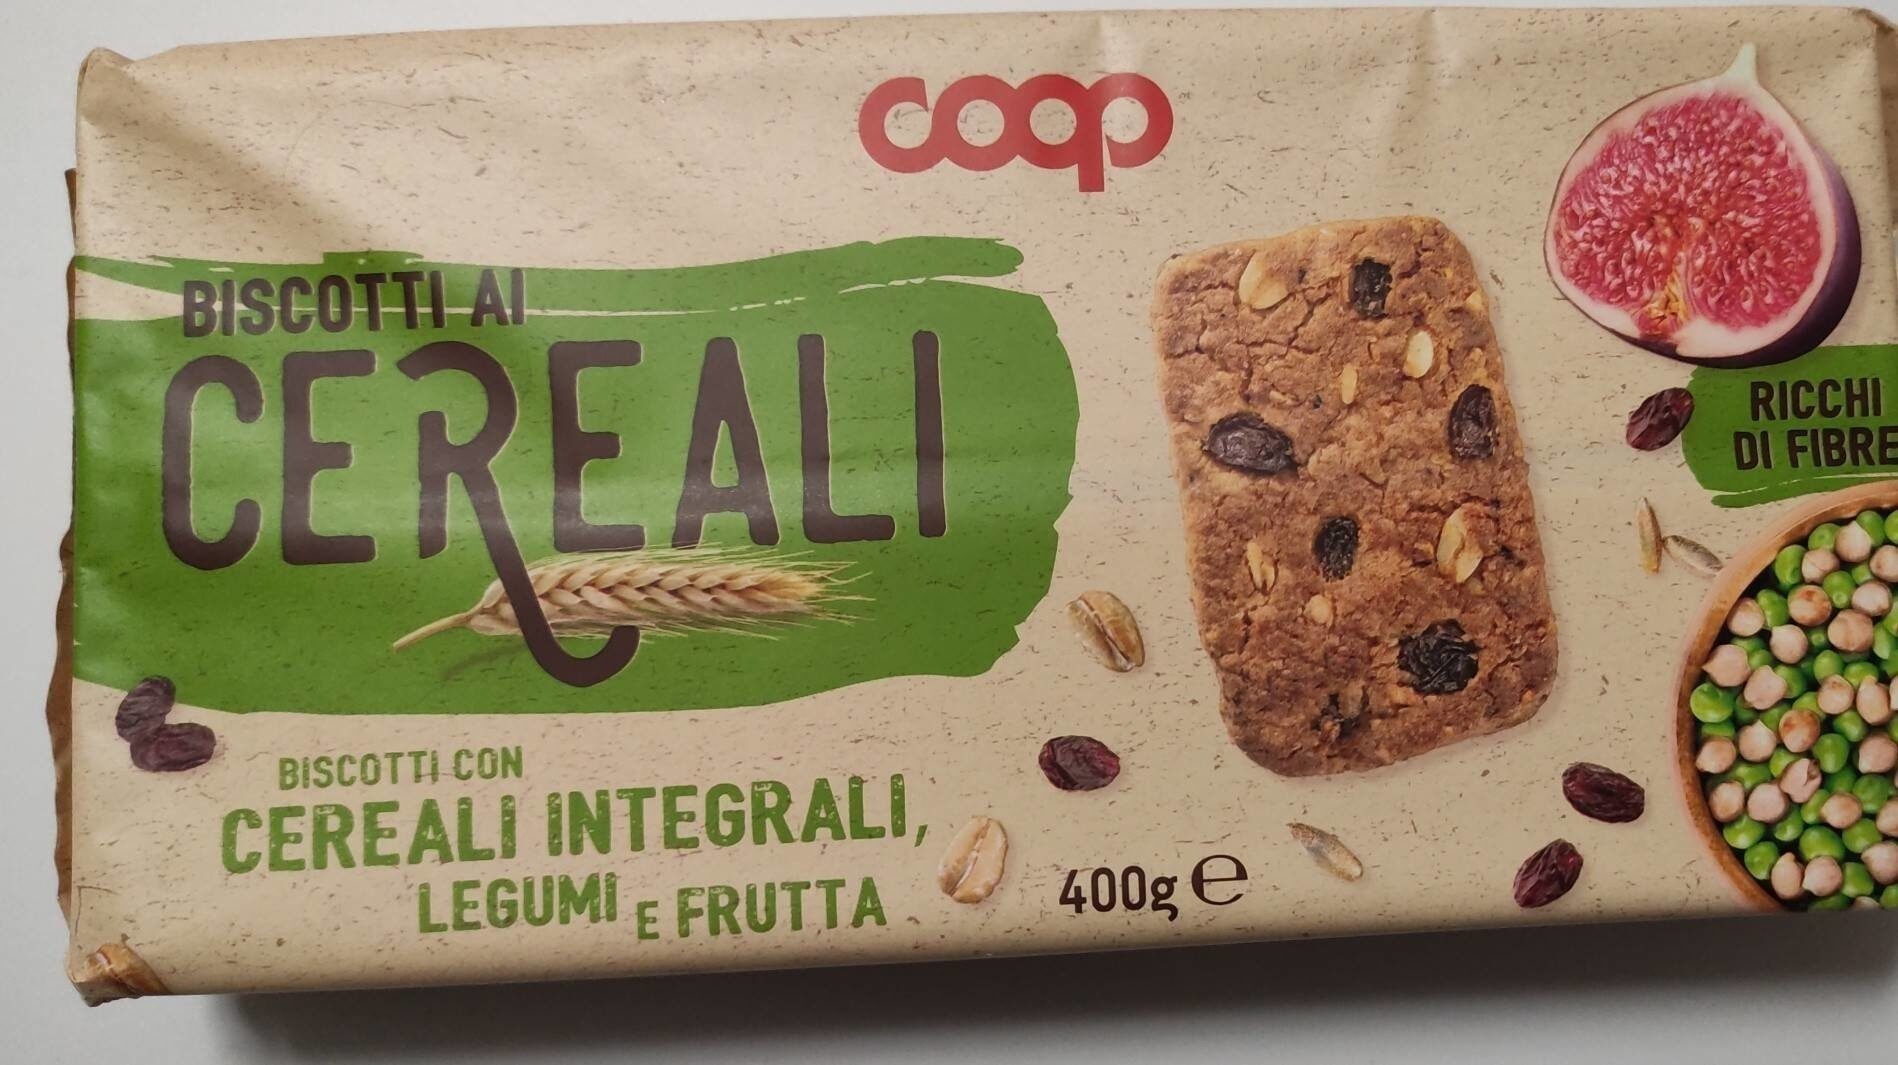 coop
BISCOTTI AI
CEREALI
RICCHI
DI FIBRE
BISCOTTI CON
CEREALI INTEGRALI,
LEGUMI E FRUTTA
400g ℮